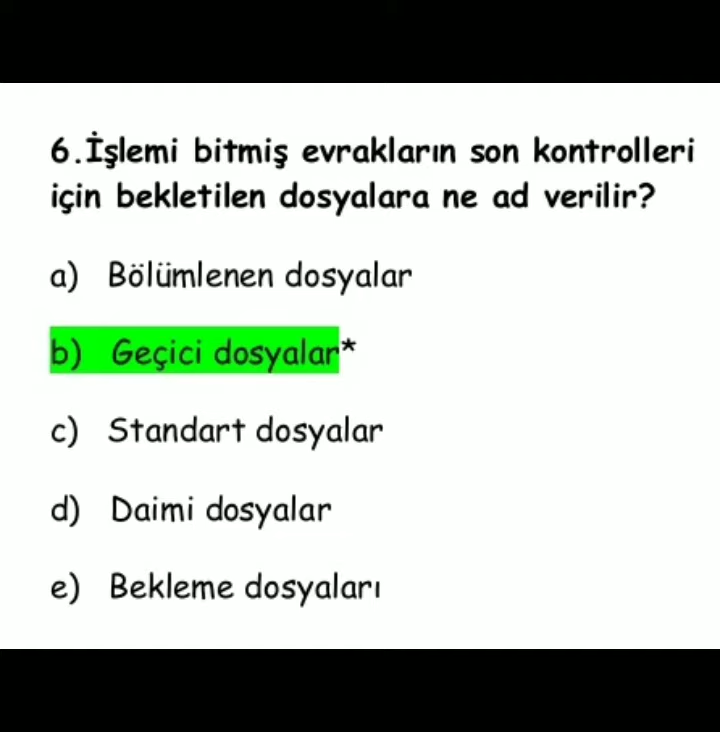 6.İşlemi bitmiş evrakların son kontrolleri
için bekletilen dosyalara ne ad verilir?
a) Bölümlenen dosyalar
b) Geçici dosyalar*
c) Standart dosyalar
d) Daimi dosyalar
e) Bekleme dosyaları